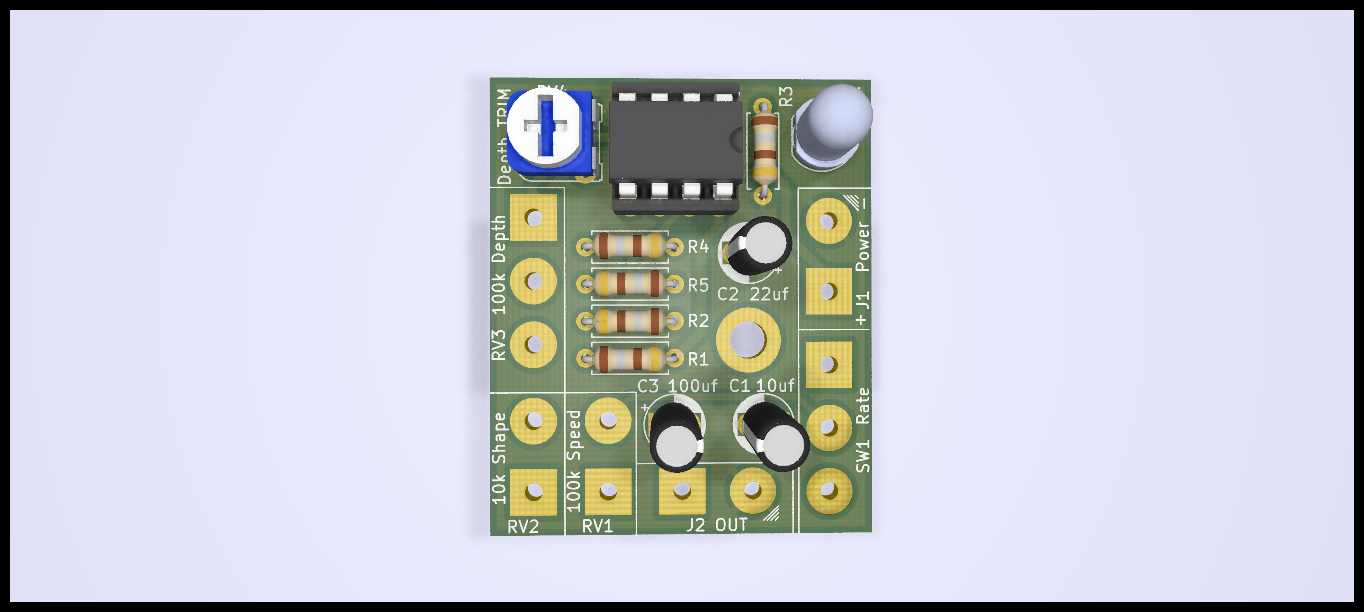 Depth TRIM
R3
100k Depth
RV3
R4
R5
R2
R1
C2 22uf
Power
+ J1
C3 100uf
C1 10uf
+
Rate
SW1
10k Shape
RV2
100k Speed
RV1
J2 OUT